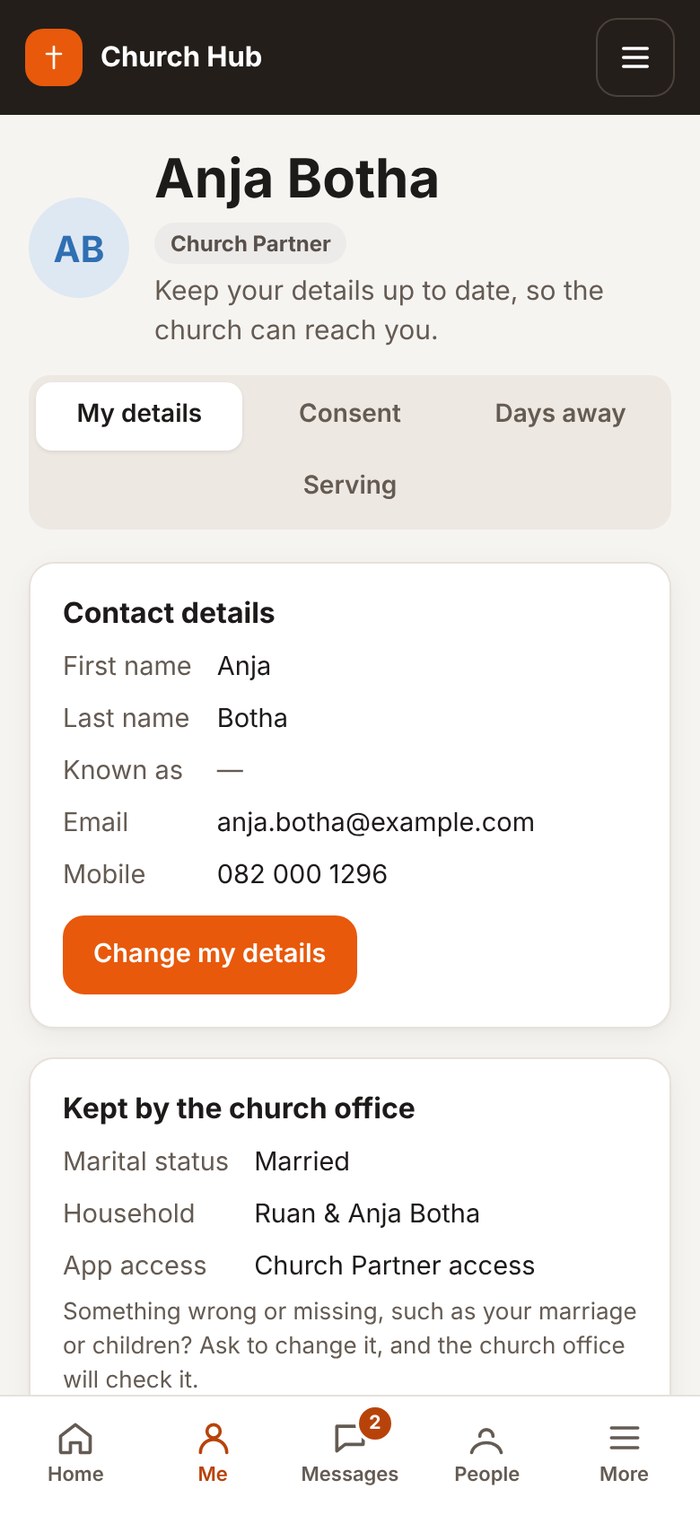 Church Hub
Anja Botha
AB
Church Partner
Keep your details up to date, so the
church can reach you.
My details
Consent
Days away
Serving
Contact details
First name Anja
Last name Botha
Known as —
Email anja.botha@example.com
Mobile 082 000 1296
Change my details
Kept by the church office
Marital status Married
Household Ruan & Anja Botha
App access Church Partner access
Something wrong or missing, such as your marriage
or children? Ask to change it, and the church office
will check it.
2
Home
Me
Messages
People
More